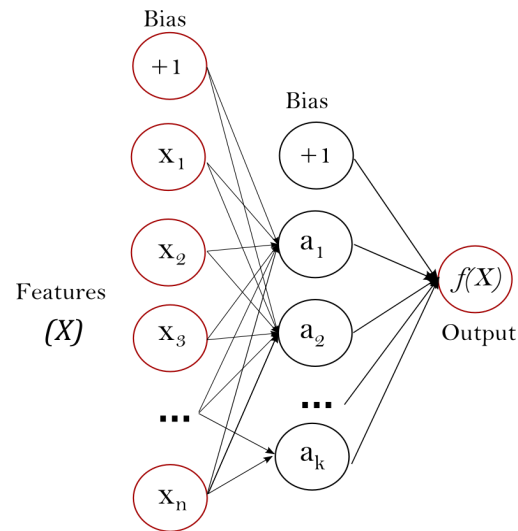 Bias
+1
x1
x2
Features
(X)
x3
...
xn
Bias
+1
a1
a2
...
ak
f(X)
Output